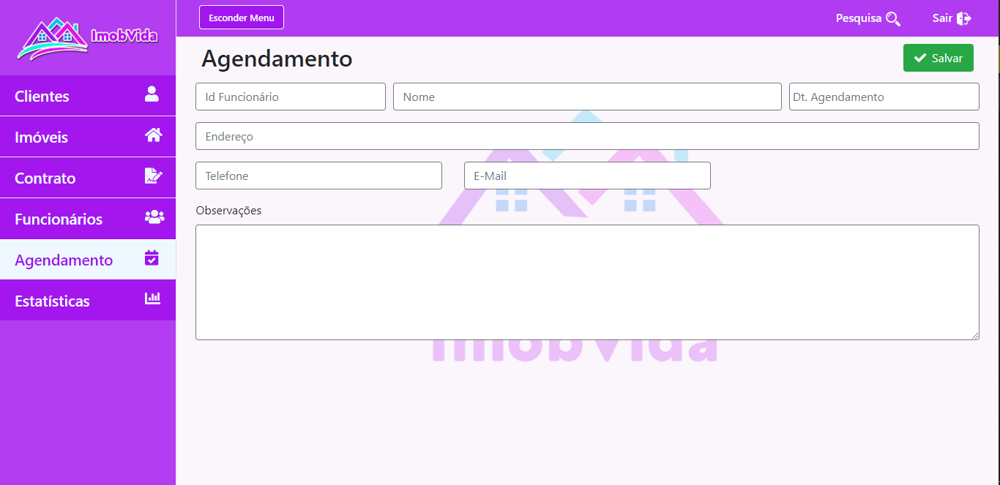 ImobVida
Esconder Menu
Pesquisa
Sair
Clientes
Imóveis
Contrato
Funcionários
Agendamento
Estatísticas
Agendamento
Salvar
Id Funcionário
Nome
Dt. Agendamento
Endereço
Telefone
E-Mail
Observações
ImobVida